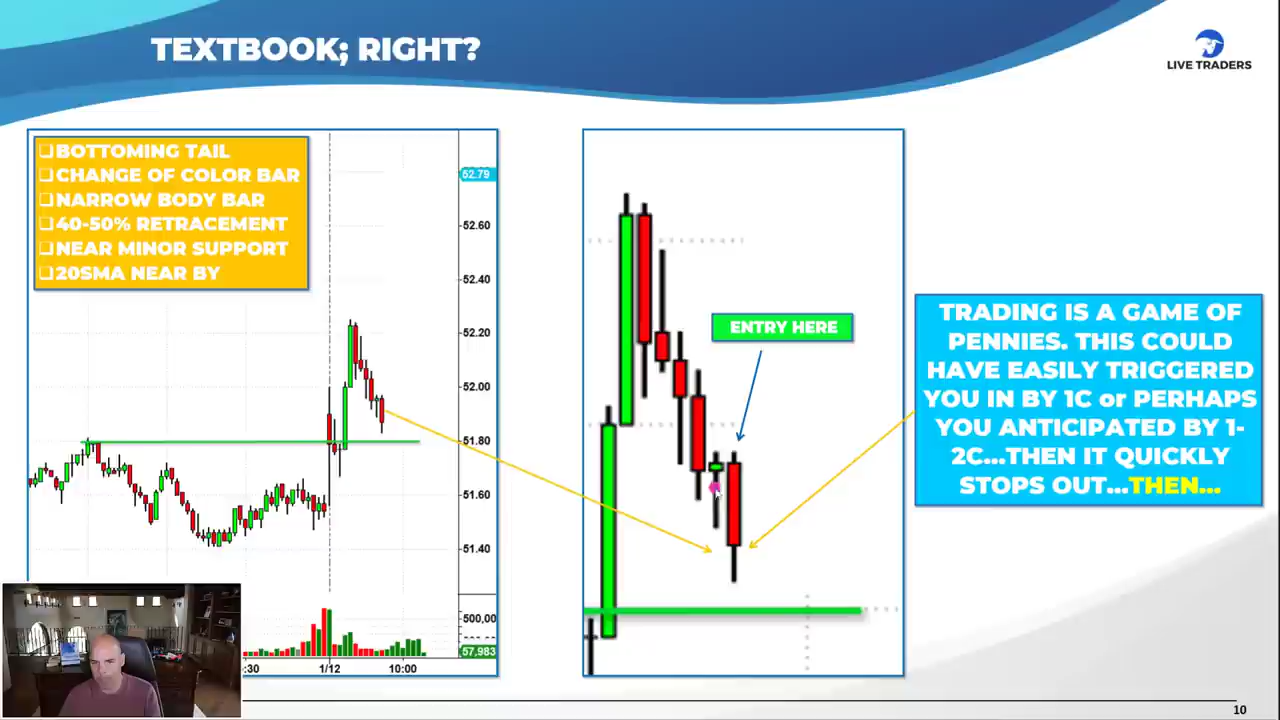 TEXTBOOK; RIGHT?
LIVE TRADERS
BOTTOMING TAIL
CHANGE OF COLOR BAR
NARROW BODY BAR
40-50% RETRACEMENT
NEAR MINOR SUPPORT
20SMA NEAR BY
52.79
52.60
52.40
52.20
52.00
51.80
51.60
51.40
500,00
57,983
:30
1/12
10:00
ENTRY HERE
TRADING IS A GAME OF
PENNIES. THIS COULD
HAVE EASILY TRIGGERED
YOU IN BY 1C or PERHAPS
YOU ANTICIPATED BY 1-
2C...THEN IT QUICKLY
STOPS OUT...THEN...
10